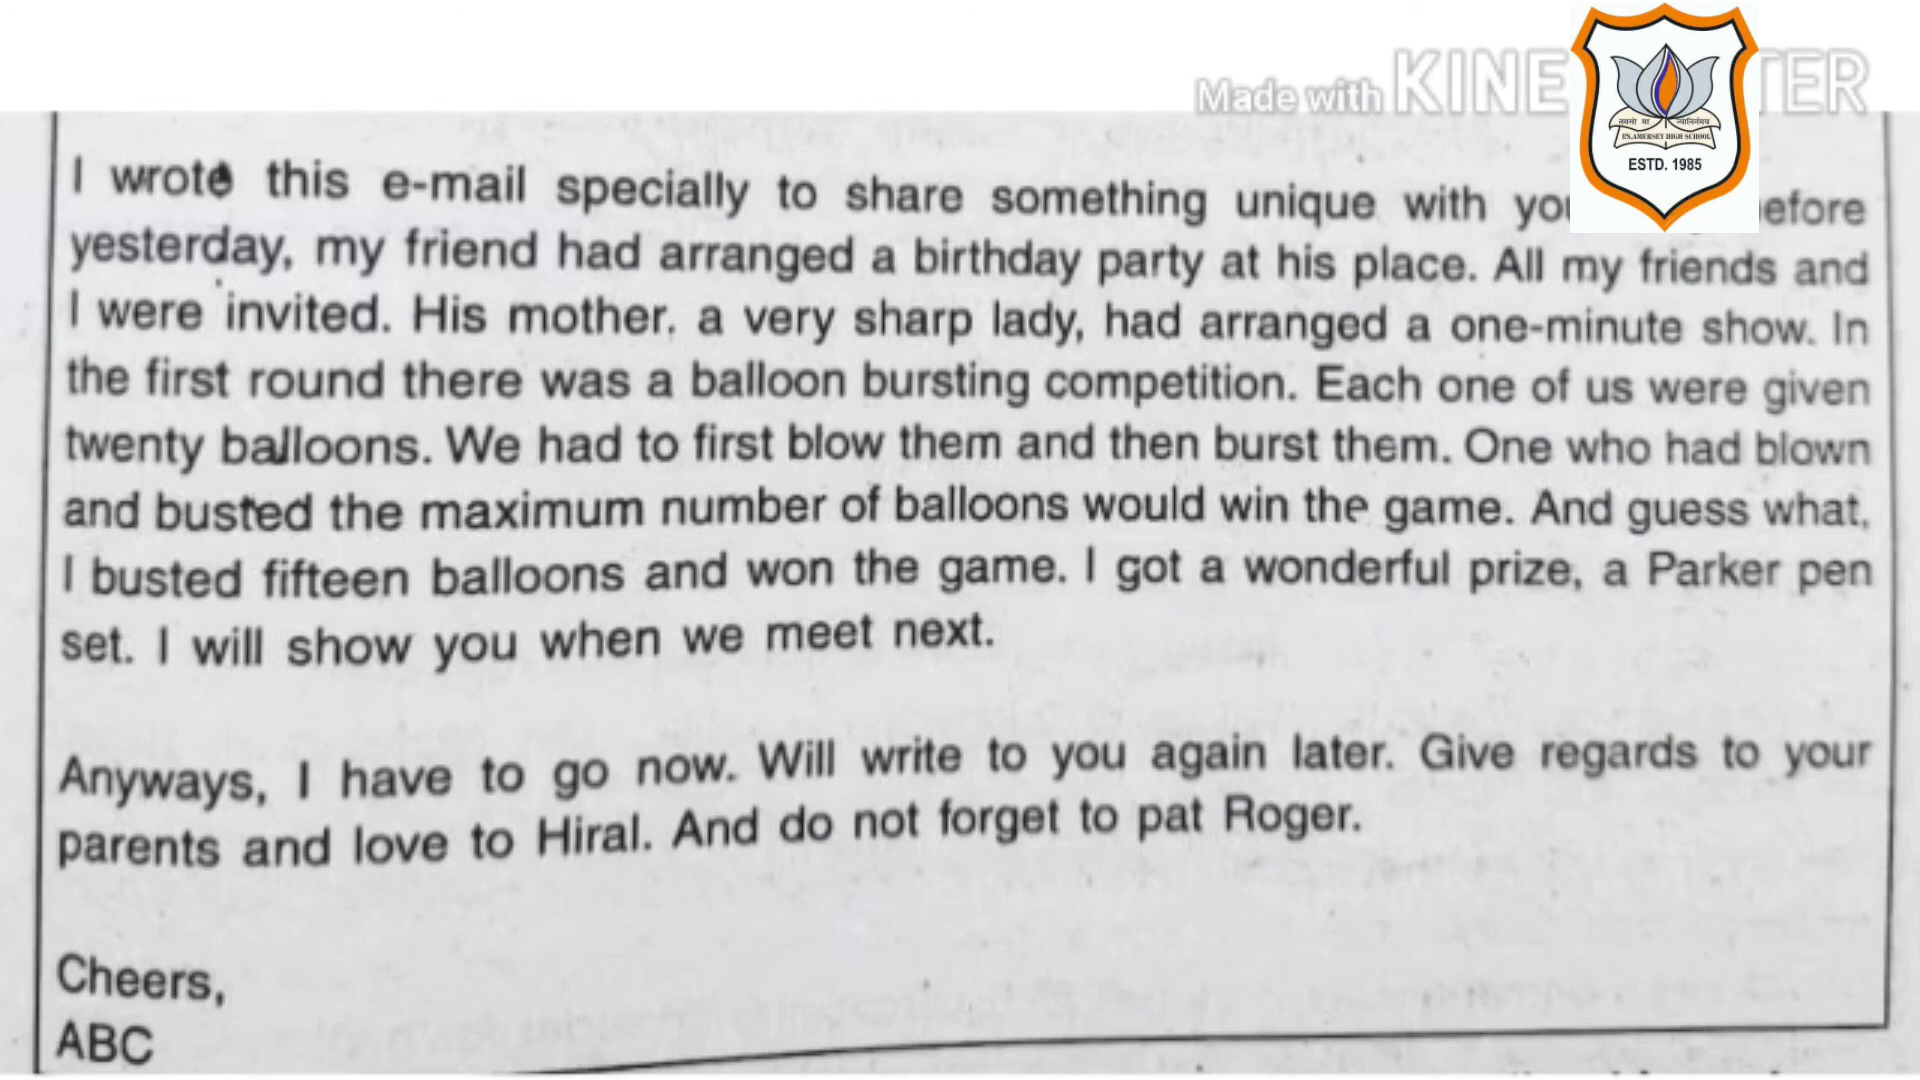 Made with KINE TER
तमसो मा ज्योतिर्गमय
P.N.AMERSEY HIGH SCHOOL
ESTD. 1985
I wrote this e-mail specially to share something unique with you efore
yesterday, my friend had arranged a birthday party at his place. All my friends and
I were invited. His mother, a very sharp lady, had arranged a one-minute show. In
the first round there was a balloon bursting competition. Each one of us were given
twenty balloons. We had to first blow them and then burst them. One who had blown
and busted the maximum number of balloons would win the game. And guess what,
I busted fifteen balloons and won the game. I got a wonderful prize, a Parker pen
set. I will show you when we meet next.
Anyways, I have to go now. Will write to you again later. Give regards to your
parents and love to Hiral. And do not forget to pat Roger.
Cheers,
ABC